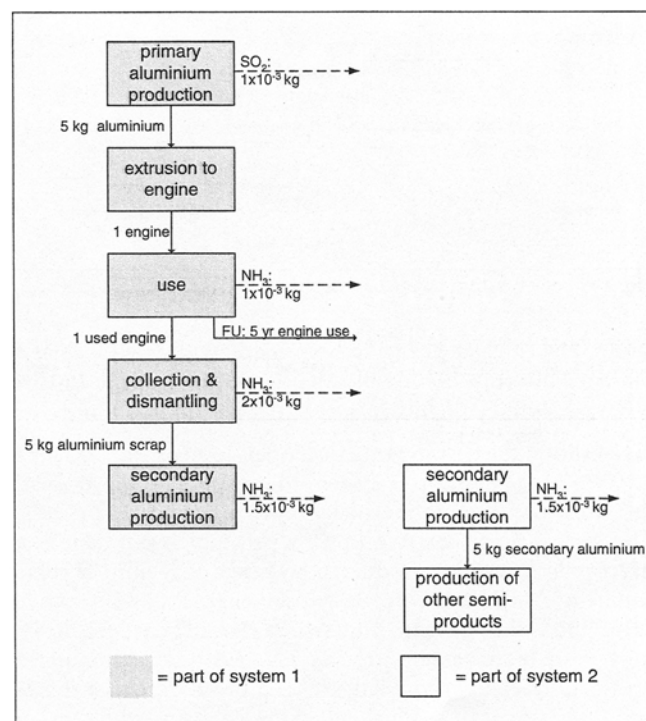 primary
aluminium
production
SO₂:
1x10⁻³ kg
5 kg aluminium
extrusion to
engine
1 engine
use
NH₃:
1x10⁻³ kg
FU: 5 yr engine use
1 used engine
collection &
dismantling
NH₃:
2x10⁻³ kg
5 kg aluminium scrap
secondary
aluminium
production
NH₃:
1.5x10⁻³ kg
secondary
aluminium
production
NH₃:
1.5x10⁻³ kg
5 kg secondary aluminium
production of
other semi-
products
= part of system 1
= part of system 2